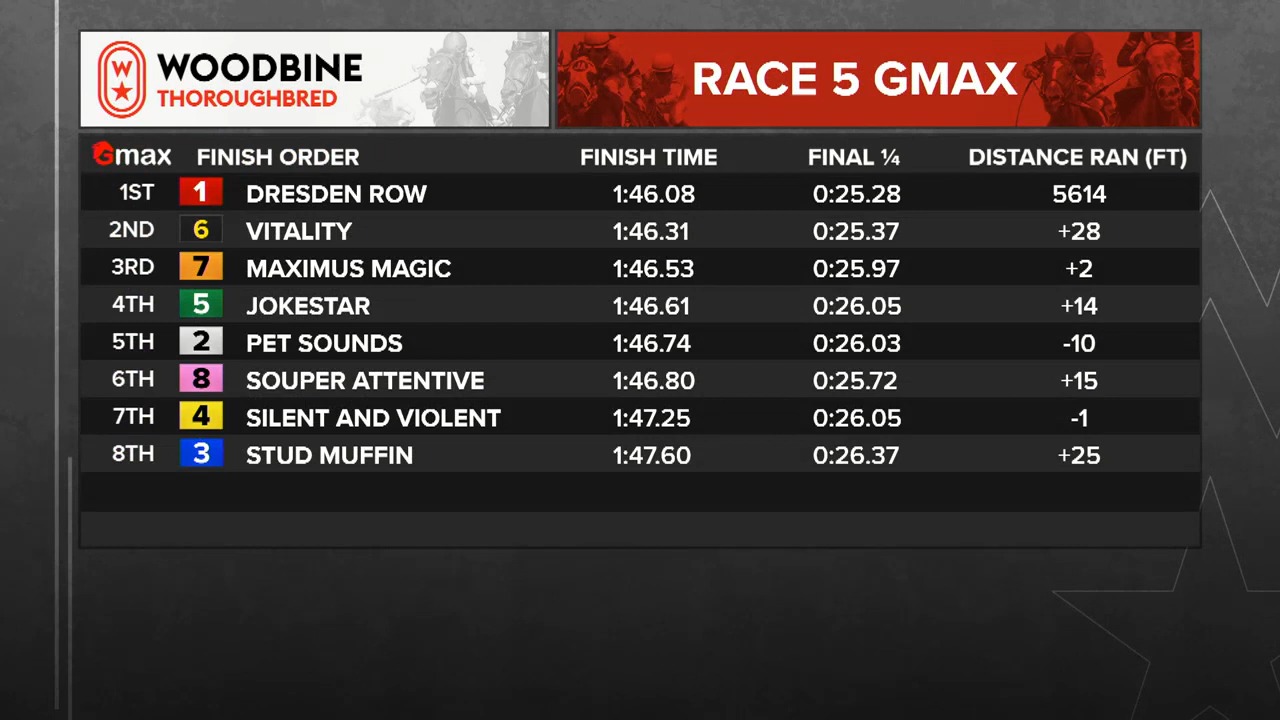 W
WOODBINE
THOROUGHBRED
RACE 5 GMAX
Gmax FINISH ORDER FINISH TIME FINAL ¼ DISTANCE RAN (FT)
1ST 1 DRESDEN ROW 1:46.08 0:25.28 5614
2ND 6 VITALITY 1:46.31 0:25.37 +28
3RD 7 MAXIMUS MAGIC 1:46.53 0:25.97 +2
4TH 5 JOKESTAR 1:46.61 0:26.05 +14
5TH 2 PET SOUNDS 1:46.74 0:26.03 -10
6TH 8 SOUPER ATTENTIVE 1:46.80 0:25.72 +15
7TH 4 SILENT AND VIOLENT 1:47.25 0:26.05 -1
8TH 3 STUD MUFFIN 1:47.60 0:26.37 +25